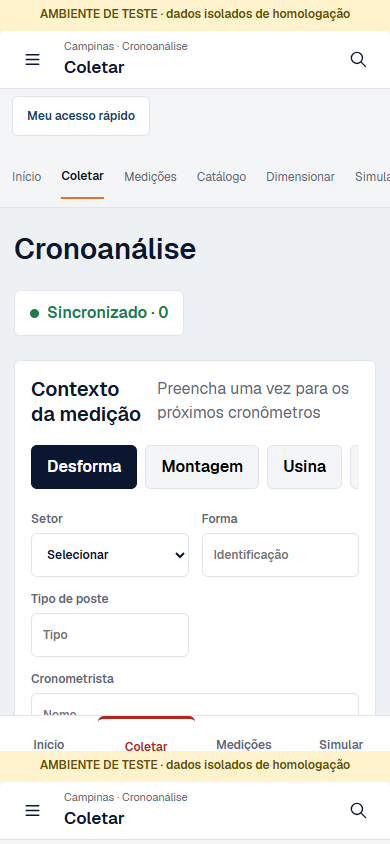 AMBIENTE DE TESTE · dados isolados de homologação
Campinas · Cronoanálise
Coletar
Meu acesso rápido
Início Coletar Medições Catálogo Dimensionar Simula
Cronoanálise
Sincronizado · 0
Contexto da medição
Preencha uma vez para os próximos cronômetros
Desforma Montagem Usina
Setor Forma
Selecionar Identificação
Tipo de poste
Tipo
Cronometrista
Nome
Início Coletar Medições Simular
AMBIENTE DE TESTE · dados isolados de homologação
Campinas · Cronoanálise
Coletar